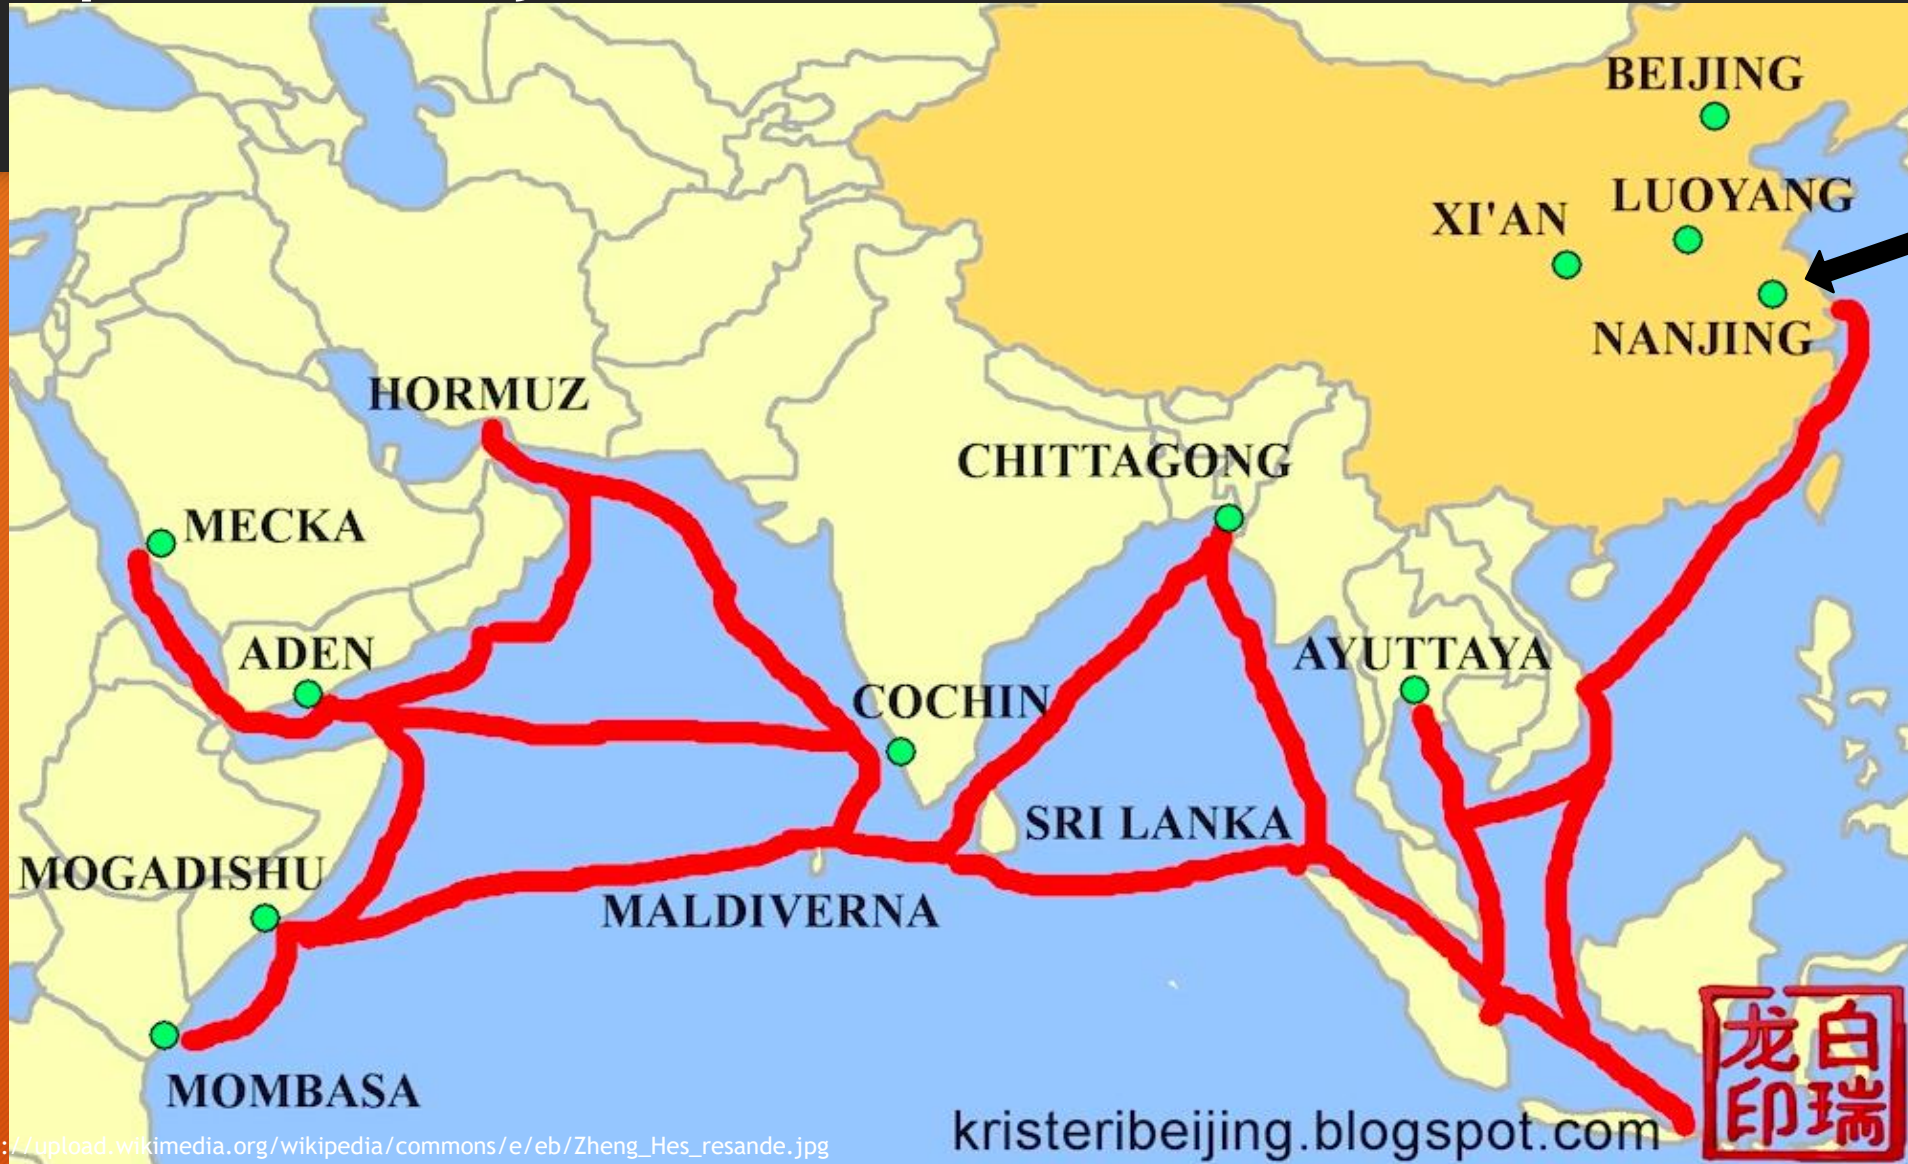 BEIJING
LUOYANG
XI'AN
NANJING
HORMUZ
CHITTAGONG
MECKA
ADEN
AYUTTAYA
COCHIN
SRI LANKA
MOGADISHU
MALDIVERNA
MOMBASA
龙白
印瑞
kristeribeijing.blogspot.com
://upload.wikimedia.org/wikipedia/commons/e/eb/Zheng_Hes_resande.jpg